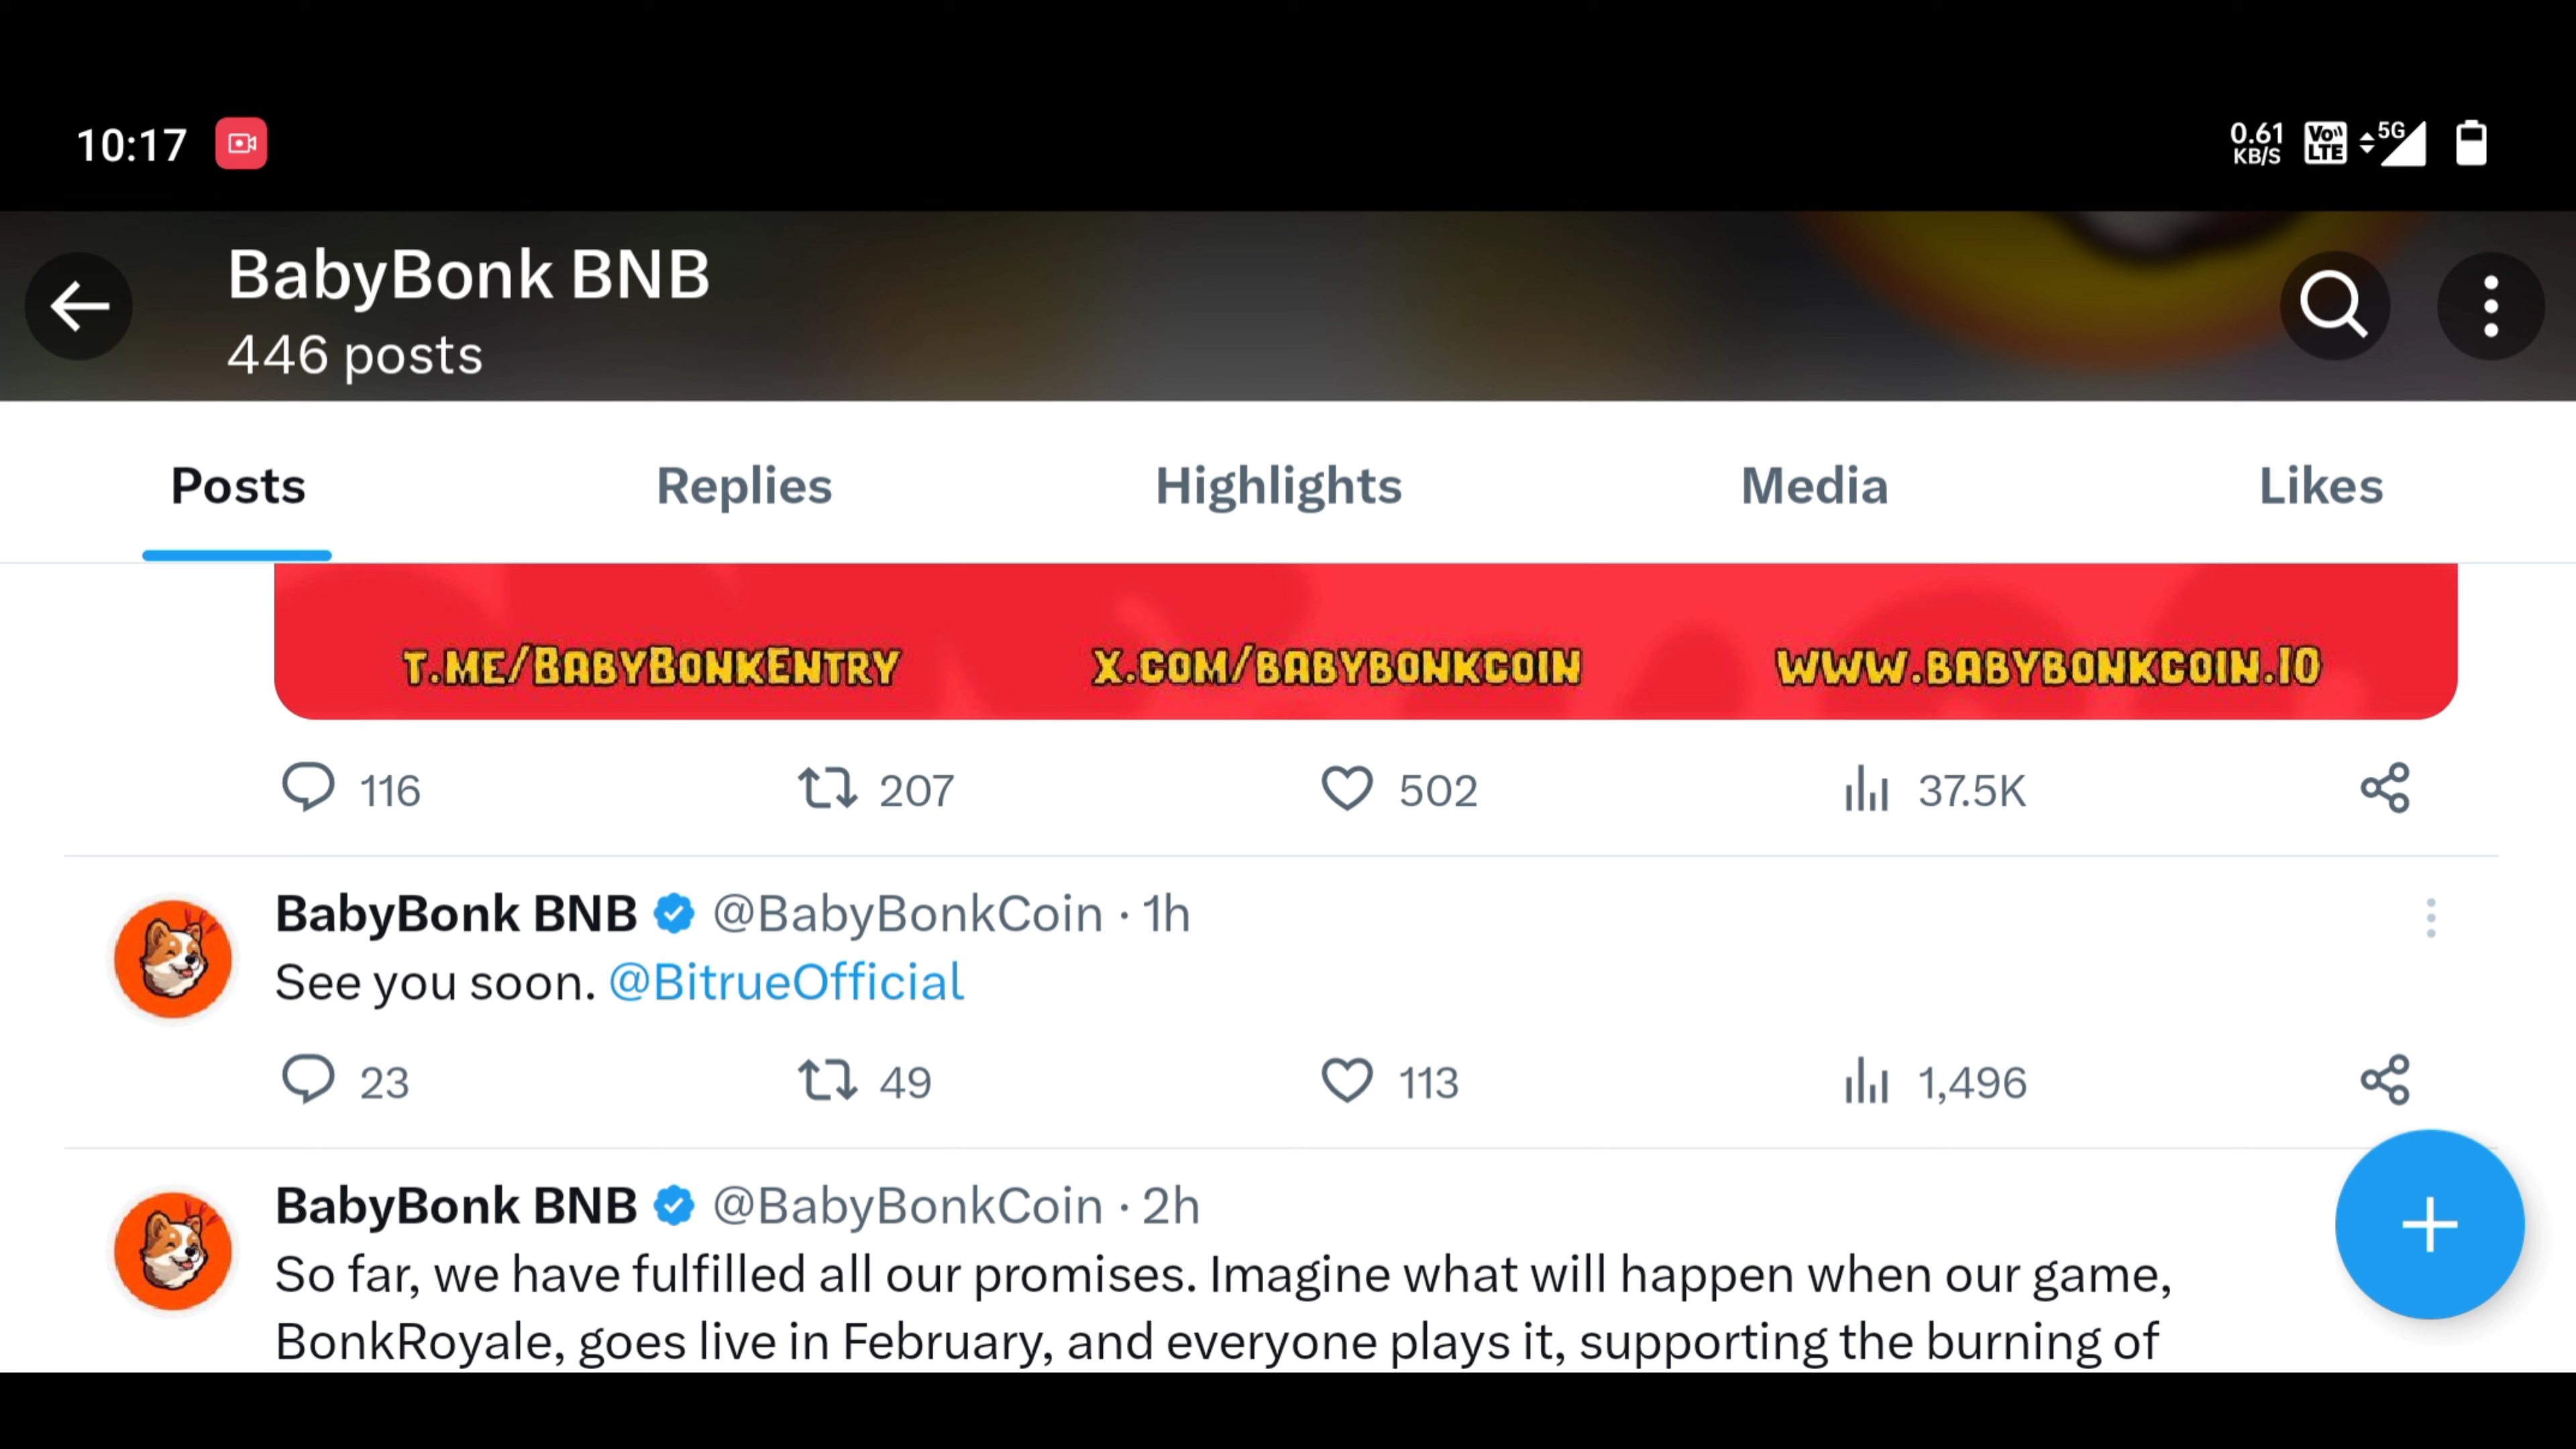 10:17
0.61
KB/S
Vo))
LTE
5G
BabyBonk BNB
446 posts
Posts
Replies
Highlights
Media
Likes
T.ME/BABYBONKENTRY
X.COM/BABYBONKCOIN
WWW.BABYBONKCOIN.IO
116
207
502
37.5K
BabyBonk BNB @BabyBonkCoin · 1h
See you soon. @BitrueOfficial
23
49
113
1,496
BabyBonk BNB @BabyBonkCoin · 2h
So far, we have fulfilled all our promises. Imagine what will happen when our game,
BonkRoyale, goes live in February, and everyone plays it, supporting the burning of